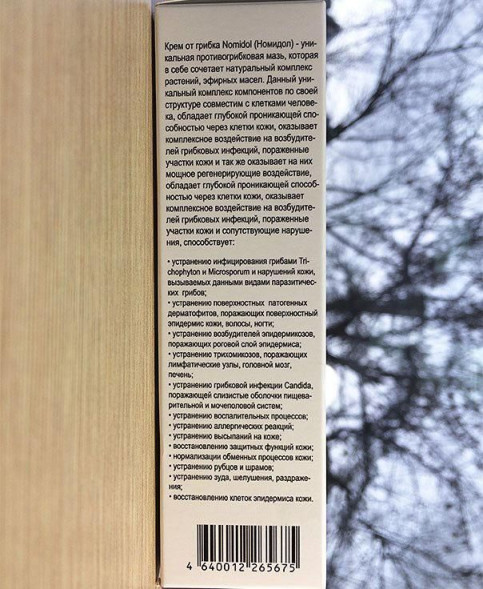 Крем от грибка Nomidol (Номидол) - уни-
кальная противогрибковая мазь, которая
в себе сочетает натуральный комплекс
растений, эфирных масел. Данный уни-
кальный комплекс компонентов по своей
структуре совместим с клетками челове-
ка, обладает глубокой проникающей спо-
собностью через клетки кожи, оказывает
комплексное воздействие на возбудите-
лей грибковых инфекций, пораженные
участки кожи и так же оказывает на них
мощное регенерирующее воздействие,
обладает глубокой проникающей способ-
ностью через клетки кожи, оказывает
комплексное воздействие на возбудите-
лей грибковых инфекций, пораженные
участки кожи и сопутствующие наруше-
ния, способствует:
• устранению инфицирования грибами Tri-
chophyton и Microsporum и нарушений кожи,
вызываемых данными видами паразитичес-
ких грибов;
• устранению поверхностных патогенных
дерматофитов, поражающих поверхностный
эпидермис кожи, волосы, ногти;
• устранению возбудителей эпидермикозов,
поражающих роговой слой эпидермиса;
• устранению трихомикозов, поражающих
лимфатические узлы, головной мозг,
печень;
• устранению грибковой инфекции Candida,
поражающей слизистые оболочки пищева-
рительной и мочеполовой систем;
• устранению воспалительных процессов;
• устранению аллергических реакций;
• устранению высыпаний на коже;
• восстановлению защитных функций кожи;
• нормализации обменных процессов кожи;
• устранению рубцов и шрамов;
• устранению зуда, шелушения, раздраже-
ния;
• восстановлению клеток эпидермиса кожи.
4 640012 265675